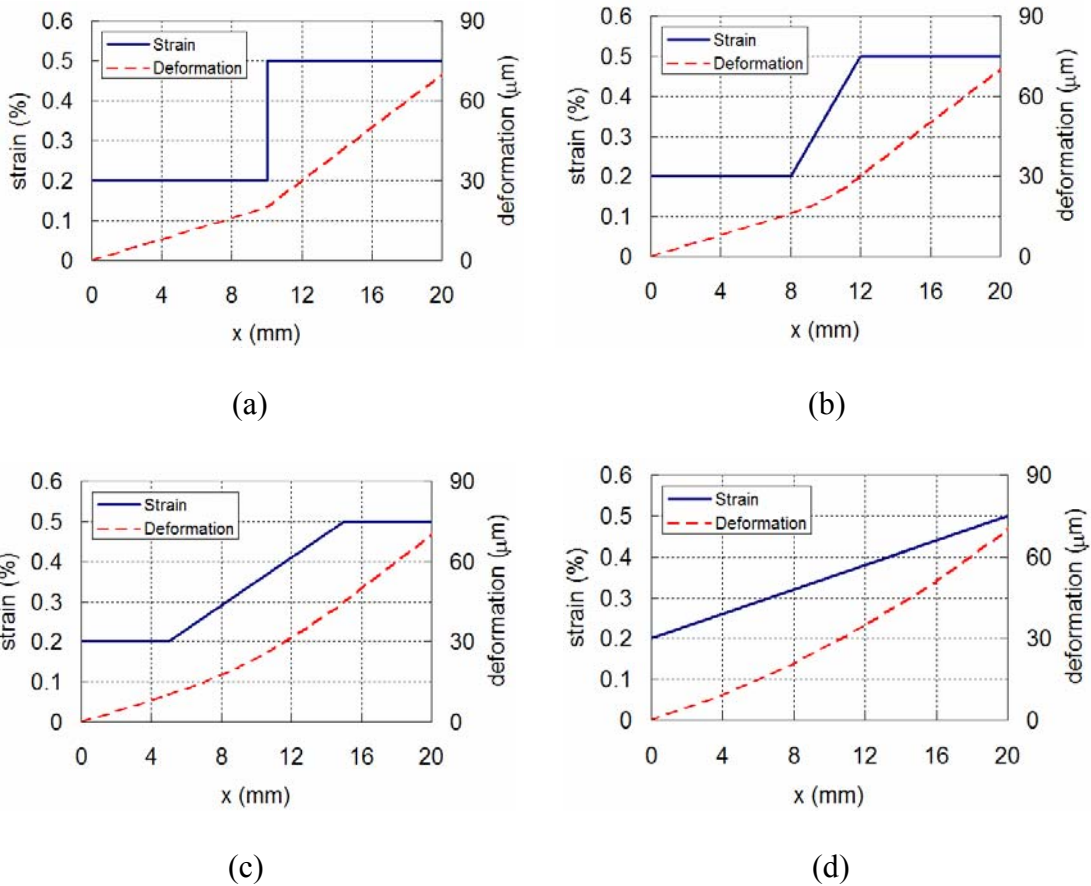 0.6
0.5
0.4
0.3
0.2
0.1
0
strain (%)
Strain
Deformation
90
60
30
0
deformation (μm)
0 4 8 12 16 20
x (mm)
(a)
0.6
0.5
0.4
0.3
0.2
0.1
0
strain (%)
Strain
Deformation
90
60
30
0
deformation (μm)
0 4 8 12 16 20
x (mm)
(b)
0.6
0.5
0.4
0.3
0.2
0.1
0
strain (%)
Strain
Deformation
90
60
30
0
deformation (μm)
0 4 8 12 16 20
x (mm)
(c)
0.6
0.5
0.4
0.3
0.2
0.1
0
strain (%)
Strain
Deformation
90
60
30
0
deformation (μm)
0 4 8 12 16 20
x (mm)
(d)